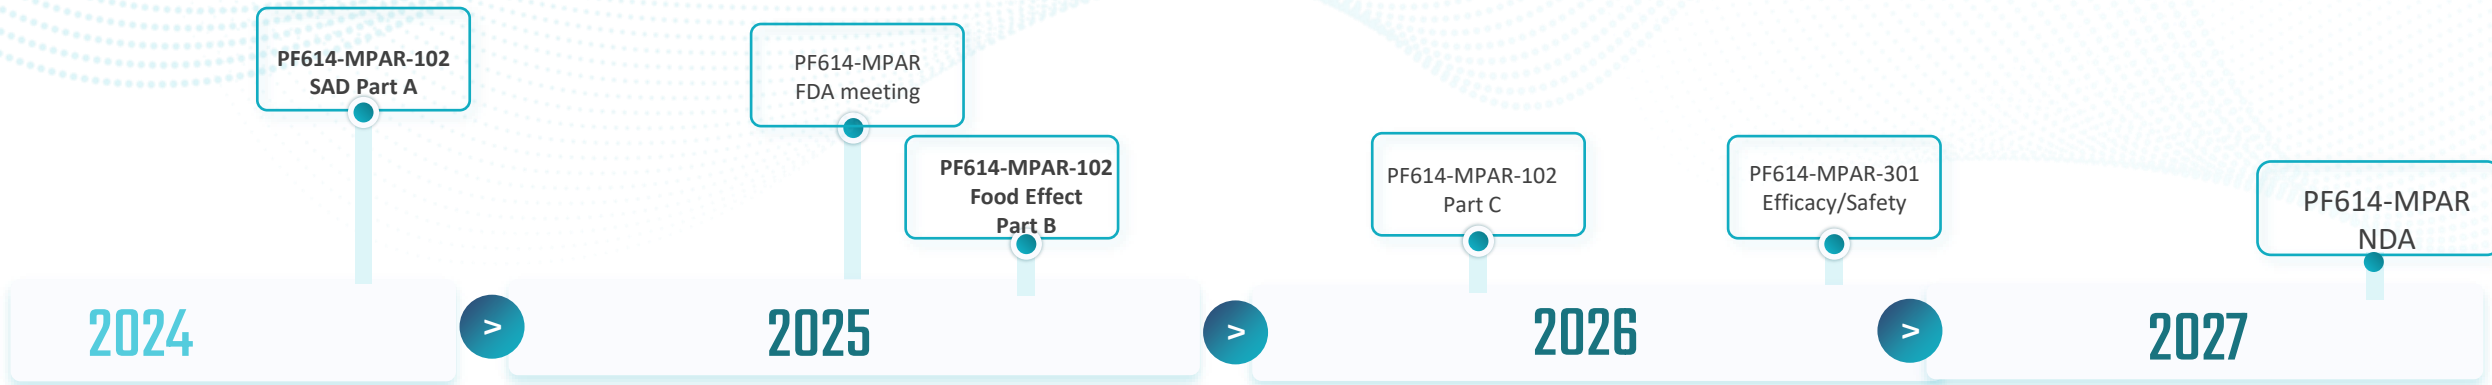 PF614-MPAR-102
SAD Part A
PF614-MPAR
FDA meeting
PF614-MPAR-102
Food Effect
Part B
PF614-MPAR-102
Part C
PF614-MPAR-301
Efficacy/Safety
PF614-MPAR
NDA
2024
>
2025
>
2026
>
2027